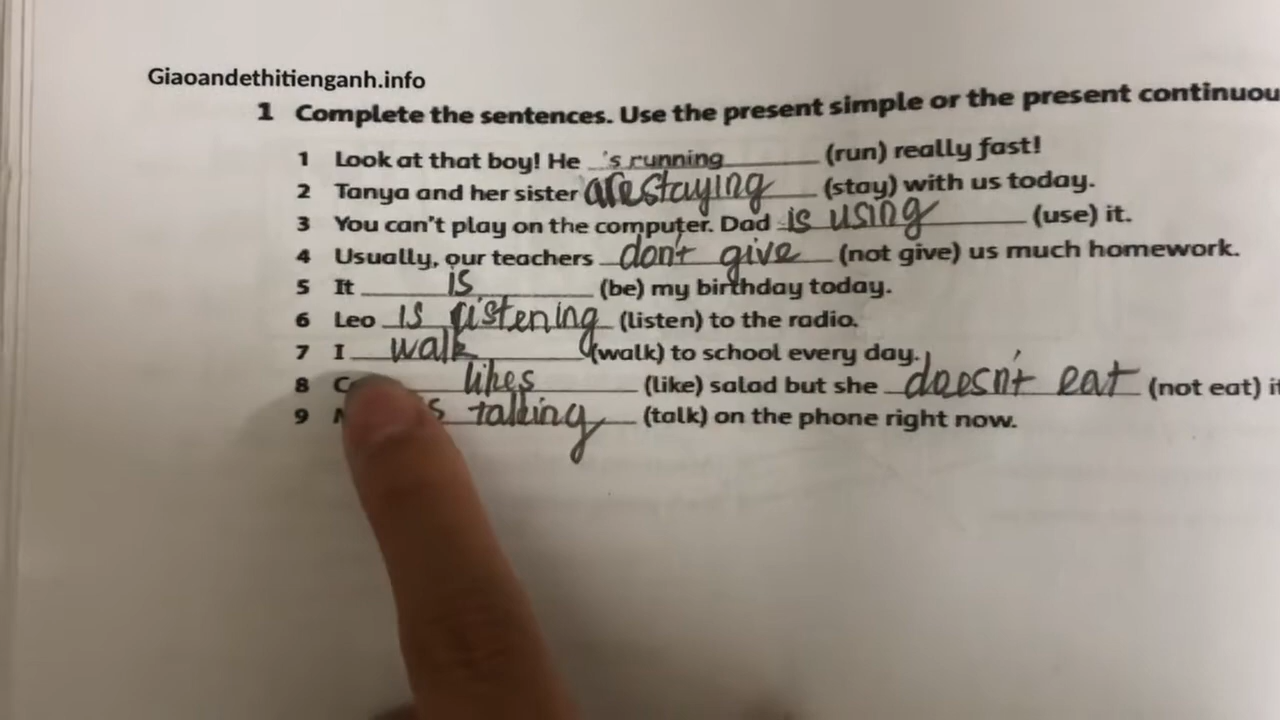 Giaoandethitienganh.info
1 Complete the sentences. Use the present simple or the present continuou
1 Look at that boy! He 's running (run) really fast!
2 Tanya and her sister are staying (stay) with us today.
3 You can't play on the computer. Dad is using (use) it.
4 Usually, our teachers don't give (not give) us much homework.
5 It is (be) my birthday today.
6 Leo is listening (listen) to the radio.
7 I walk (walk) to school every day.
8 likes (like) salad but she doesn't eat (not eat)
9 talking (talk) on the phone right now.